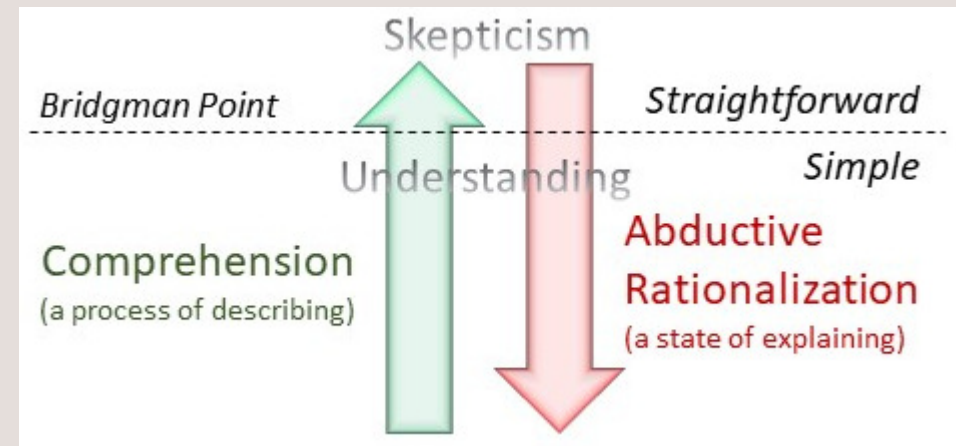 Skepticism
Bridgman Point
Straightforward
Simple
Understanding
Comprehension
(a process of describing)
Abductive
Rationalization
(a state of explaining)